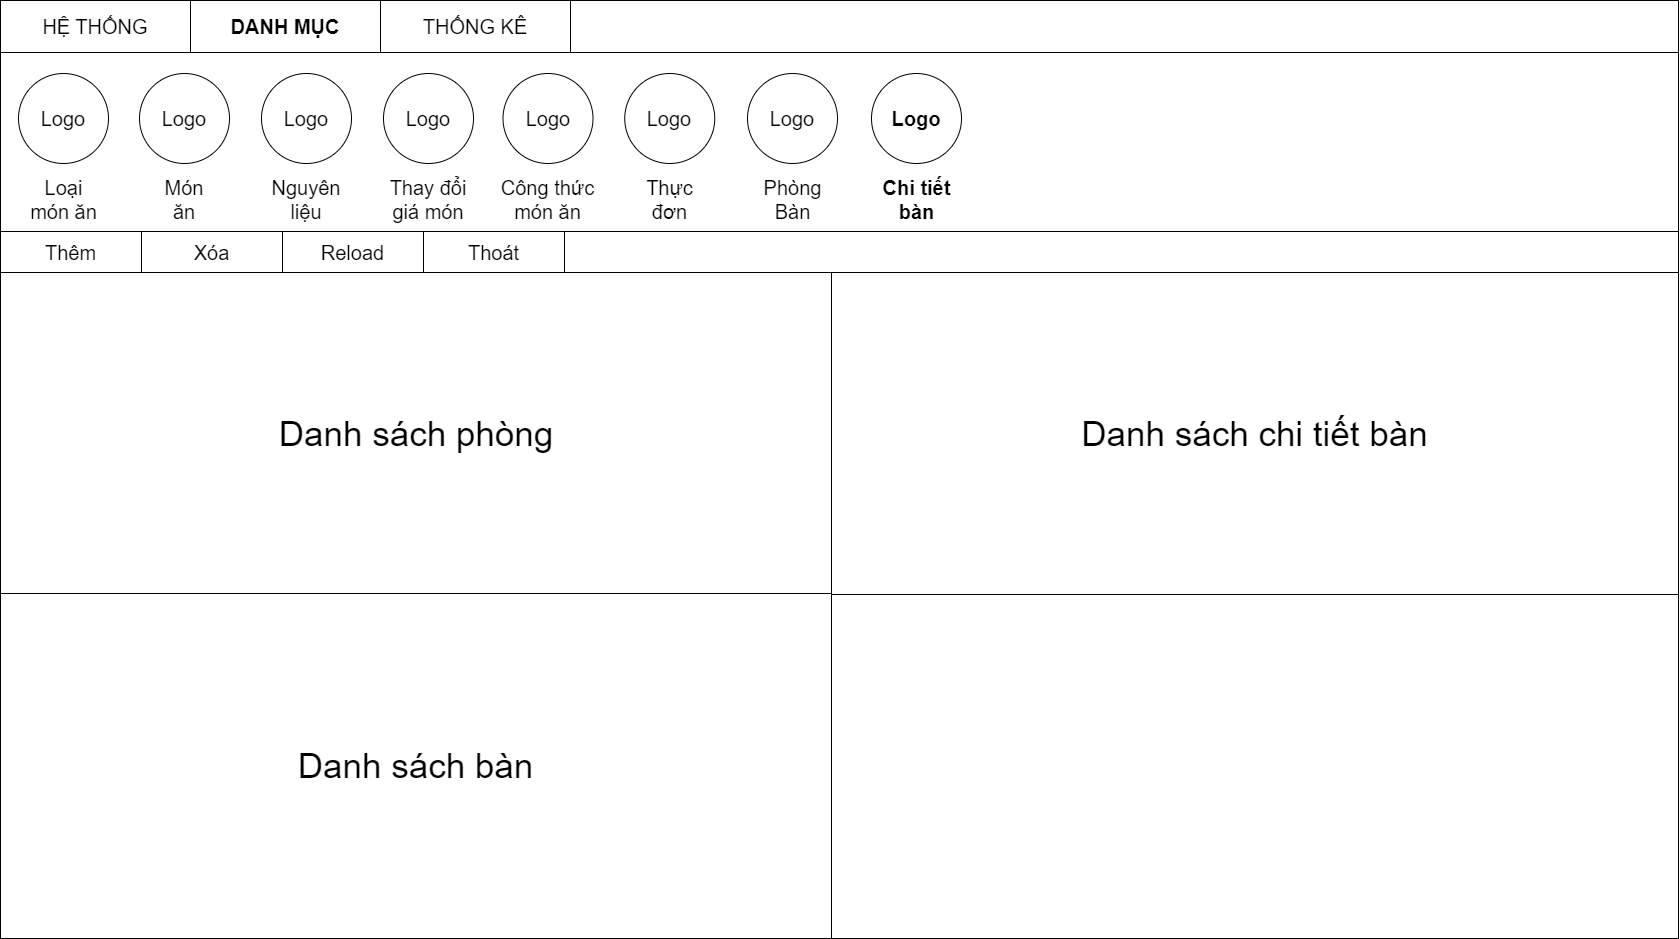 HỆ THỐNG DANH MỤC THỐNG KÊ
Logo Logo Logo Logo Logo Logo Logo Logo
Loại Món Nguyên Thay đổi Công thức Thực Phòng Chi tiết
món ăn ăn liệu giá món món ăn đơn Bàn bàn
Thêm Xóa Reload Thoát
Danh sách phòng Danh sách chi tiết bàn
Danh sách bàn